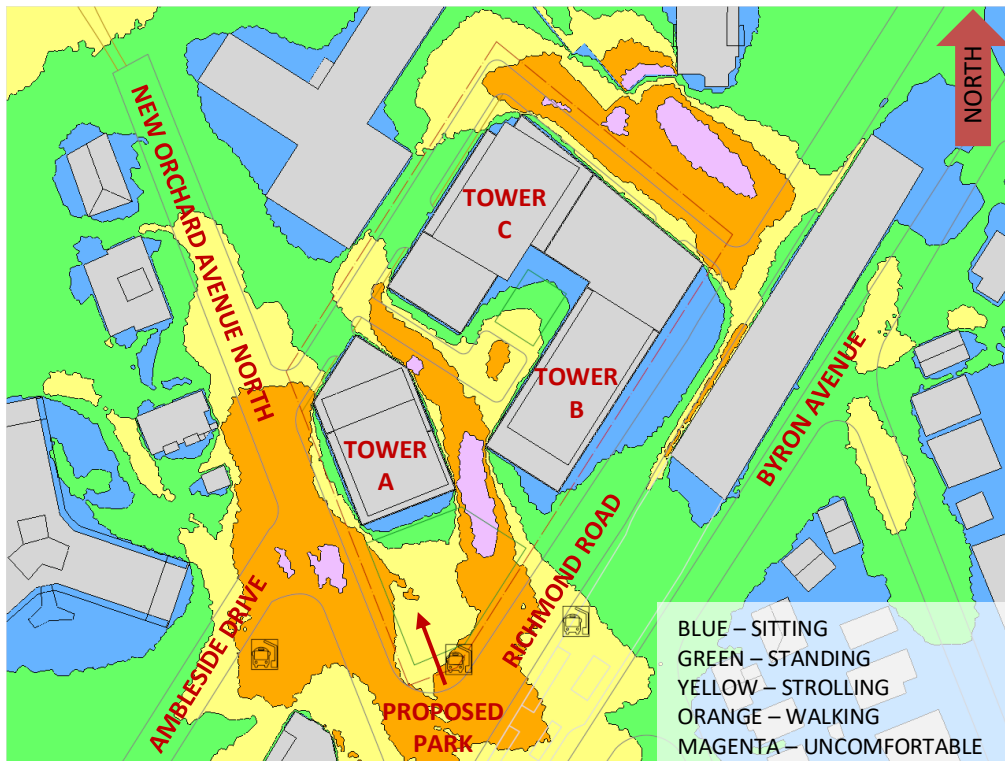 NORTH
NEW ORCHARD AVENUE NORTH
TOWER
C
TOWER
B
TOWER
A
BYRON AVENUE
RICHMOND ROAD
AMBLESIDE DRIVE
PROPOSED
PARK
BLUE – SITTING
GREEN – STANDING
YELLOW – STROLLING
ORANGE – WALKING
MAGENTA – UNCOMFORTABLE